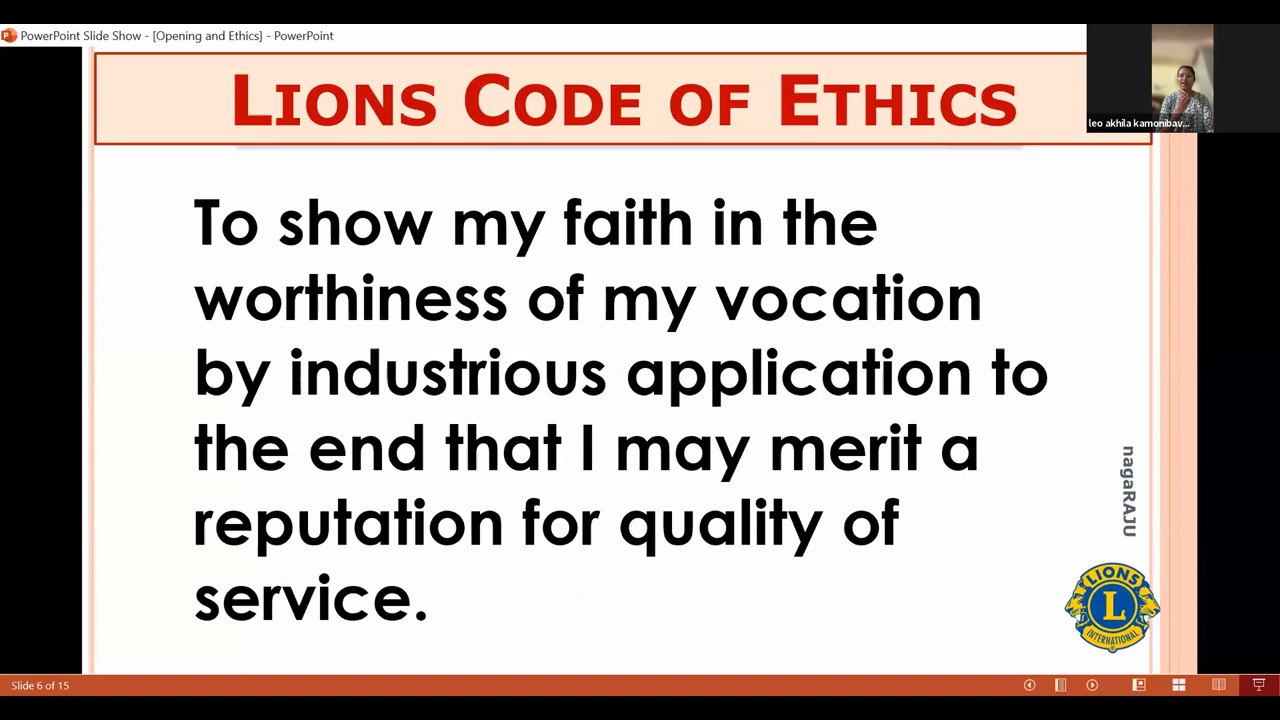 PowerPoint Slide Show - [Opening and Ethics] - PowerPoint
LIONS CODE OF ETHICS
leo akhila kamonibav...
To show my faith in the
worthiness of my vocation
by industrious application to
the end that I may merit a
reputation for quality of
service.
nagaRAJU
LIONS
L
INTERNATIONAL
Slide 6 of 15